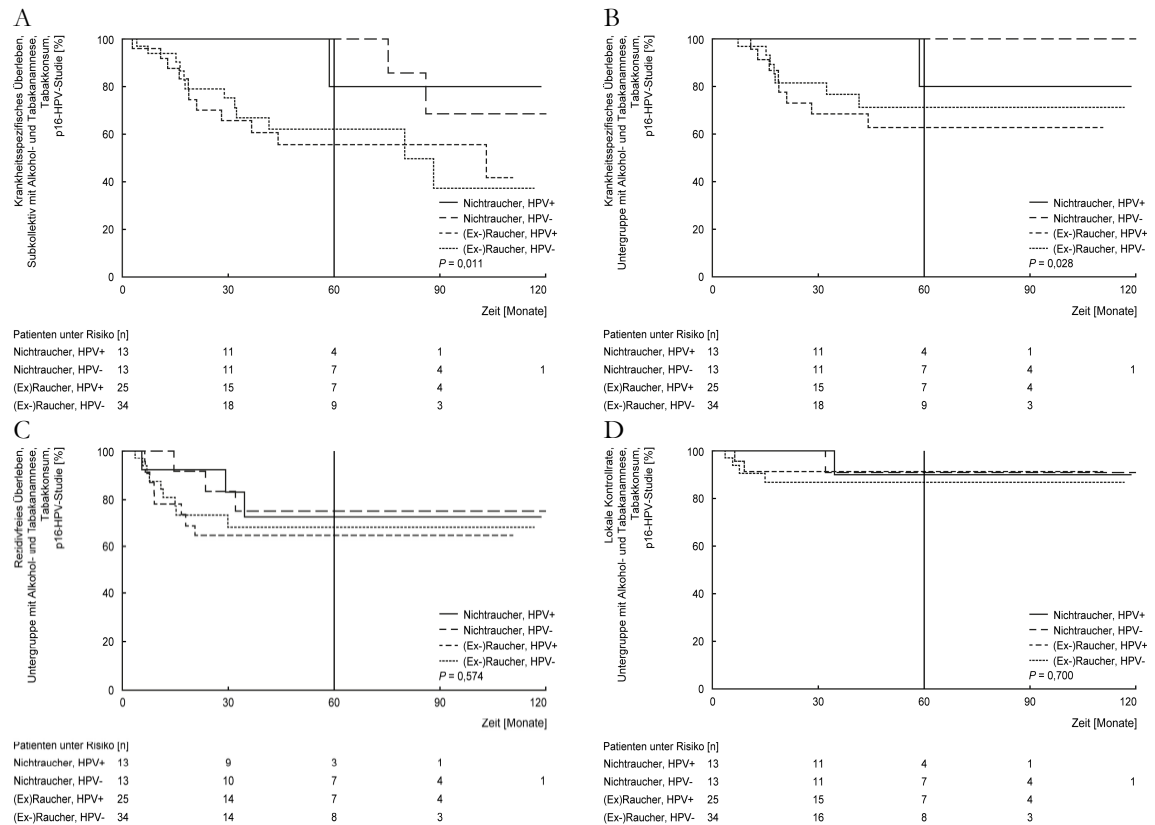 A
Krankheitsspezifisches Überleben,
Subkollektiv mit Alkohol- und Tabakanamnese,
Tabakkonsum,
p16-HPV-Studie [%]
100
80
60
40
20
0
Nichtraucher, HPV+
Nichtraucher, HPV-
(Ex-)Raucher, HPV+
(Ex-)Raucher, HPV-
P = 0,011
0 30 60 90 120
Zeit [Monate]
Patienten unter Risiko [n]
Nichtraucher, HPV+ 13 11 4 1
Nichtraucher, HPV- 13 11 7 4 1
(Ex)Raucher, HPV+ 25 15 7 4
(Ex-)Raucher, HPV- 34 18 9 3
B
Krankheitsspezifisches Überleben,
Untergruppe mit Alkohol- und Tabakanamnese,
Tabakkonsum,
p16-HPV-Studie [%]
100
80
60
40
20
0
Nichtraucher, HPV+
Nichtraucher, HPV-
(Ex-)Raucher, HPV+
(Ex-)Raucher, HPV-
P = 0,028
0 30 60 90 120
Zeit [Monate]
Patienten unter Risiko [n]
Nichtraucher, HPV+ 13 11 4 1
Nichtraucher, HPV- 13 11 7 4 1
(Ex)Raucher, HPV+ 25 15 7 4
(Ex-)Raucher, HPV- 34 18 9 3
C
Rezidivfreies Überleben,
Untergruppe mit Alkohol- und Tabakanamnese,
Tabakkonsum,
p16-HPV-Studie [%]
100
80
60
40
20
0
Nichtraucher, HPV+
Nichtraucher, HPV-
(Ex-)Raucher, HPV+
(Ex-)Raucher, HPV-
P = 0,574
0 30 60 90 120
Zeit [Monate]
Patienten unter Risiko [n]
Nichtraucher, HPV+ 13 9 3 1
Nichtraucher, HPV- 13 10 7 4 1
(Ex)Raucher, HPV+ 25 14 7 4
(Ex-)Raucher, HPV- 34 14 8 3
D
Lokale Kontrollrate,
Untergruppe mit Alkohol- und Tabakanamnese,
Tabakkonsum,
p16-HPV-Studie [%]
100
80
60
40
20
0
Nichtraucher, HPV+
Nichtraucher, HPV-
(Ex-)Raucher, HPV+
(Ex-)Raucher, HPV-
P = 0,700
0 30 60 90 120
Zeit [Monate]
Patienten unter Risiko [n]
Nichtraucher, HPV+ 13 11 4 1
Nichtraucher, HPV- 13 11 7 4 1
(Ex)Raucher, HPV+ 25 15 7 4
(Ex-)Raucher, HPV- 34 16 8 3